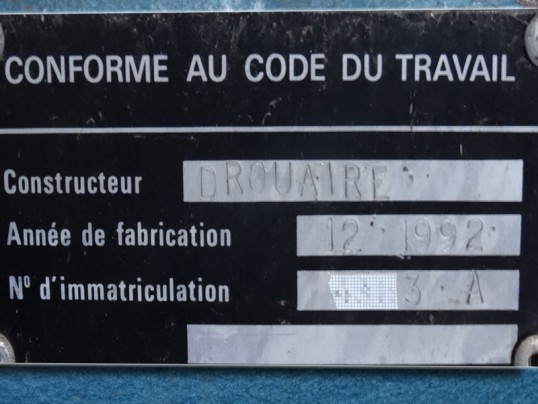 CONFORME AU CODE DU TRAVAIL
Constructeur DROUAIRE
Année de fabrication 12 · 1992
N° d'immatriculation 3 · A